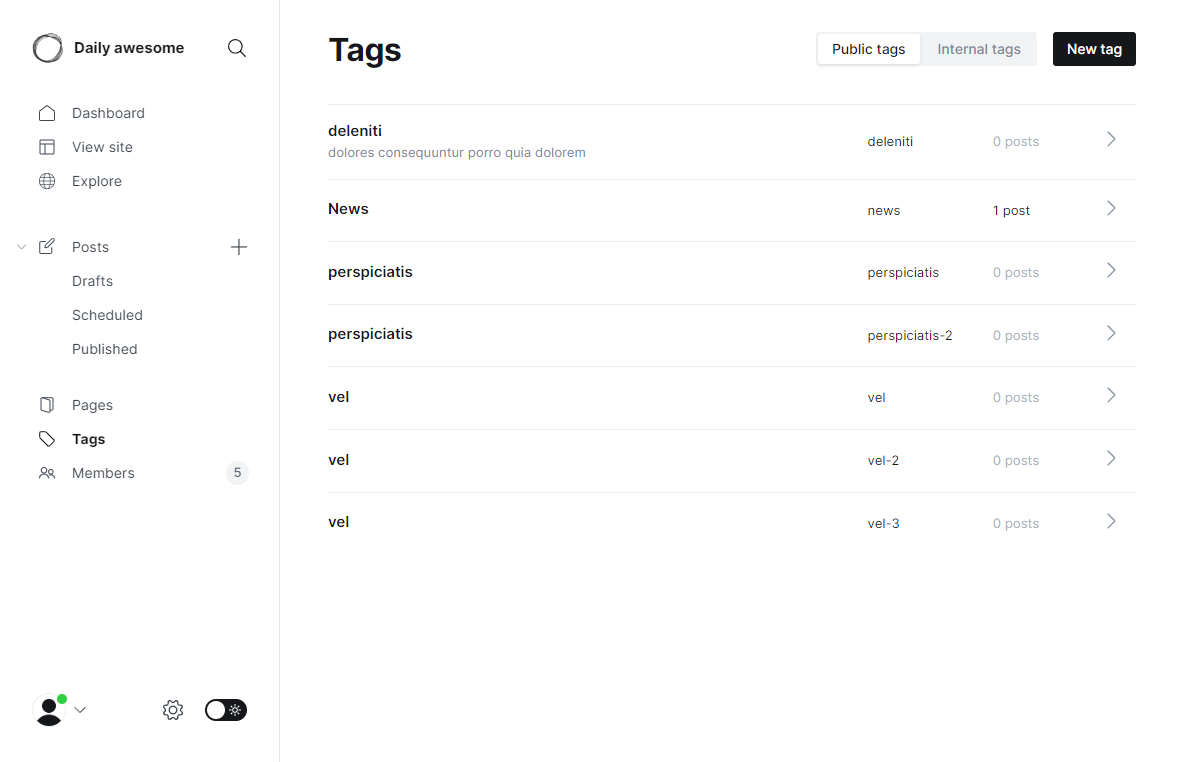 Daily awesome
Dashboard
View site
Explore
Posts
Drafts
Scheduled
Published
Pages
Tags
Members 5
Tags
Public tags Internal tags New tag
deleniti
dolores consequuntur porro quia dolorem
deleniti 0 posts
News news 1 post
perspiciatis perspiciatis 0 posts
perspiciatis perspiciatis-2 0 posts
vel vel 0 posts
vel vel-2 0 posts
vel vel-3 0 posts